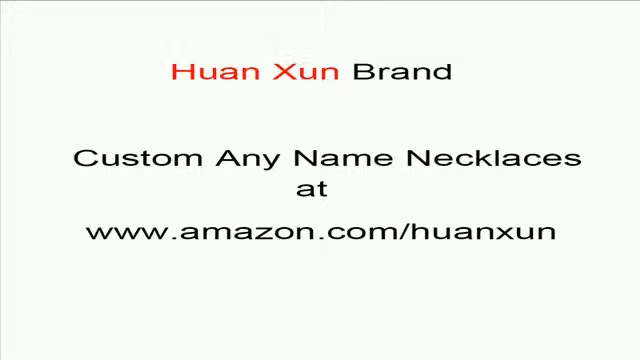 Huan Xun Brand
Custom Any Name Necklaces
at
www.amazon.com/huanxun